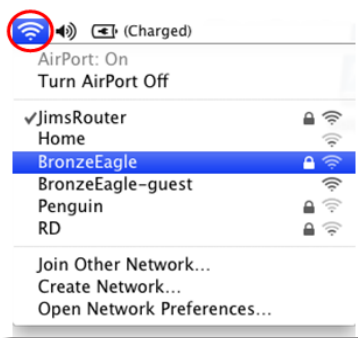 (Charged)
AirPort: On
Turn AirPort Off
✓JimsRouter
Home
BronzeEagle
BronzeEagle-guest
Penguin
RD
Join Other Network...
Create Network...
Open Network Preferences...